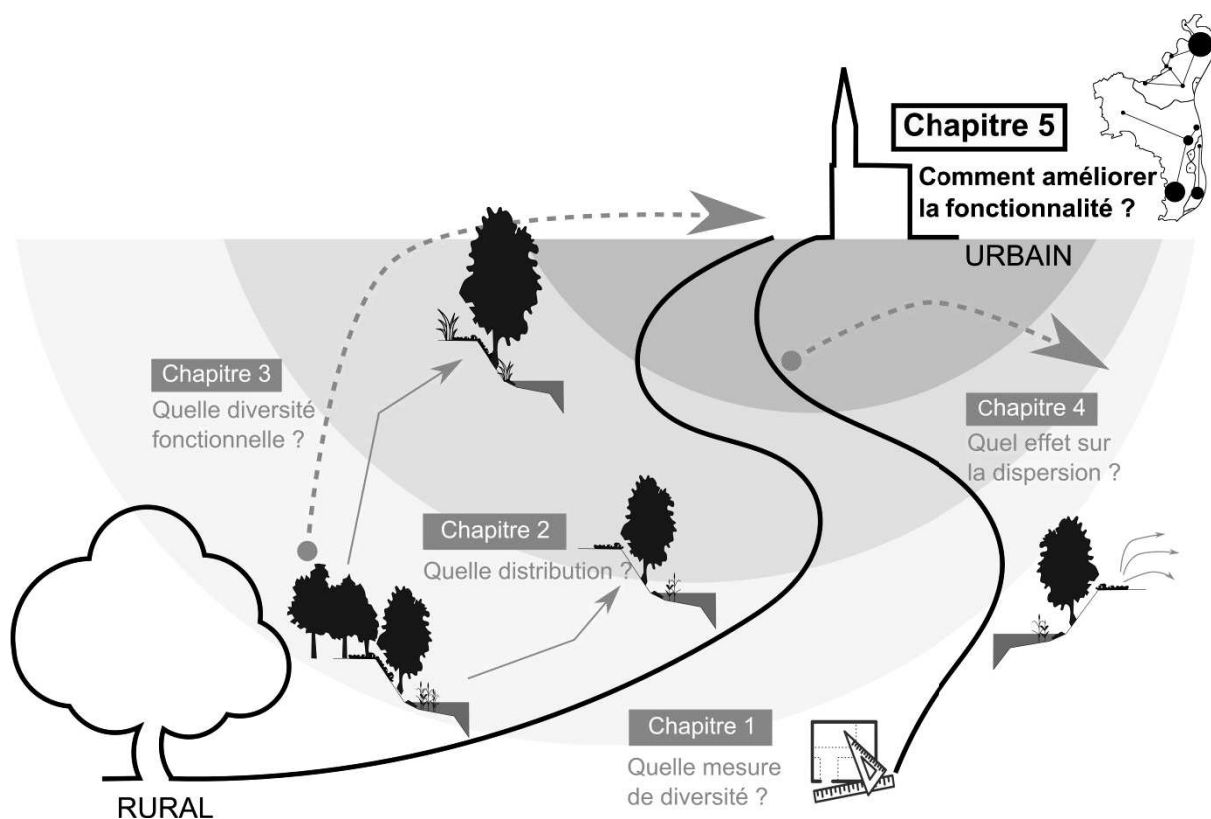 Chapitre 5
Comment améliorer
la fonctionnalité ?
URBAIN
Chapitre 3
Quelle diversité
fonctionnelle ?
Chapitre 4
Quel effet sur
la dispersion ?
Chapitre 2
Quelle distribution ?
Chapitre 1
Quelle mesure
de diversité ?
RURAL